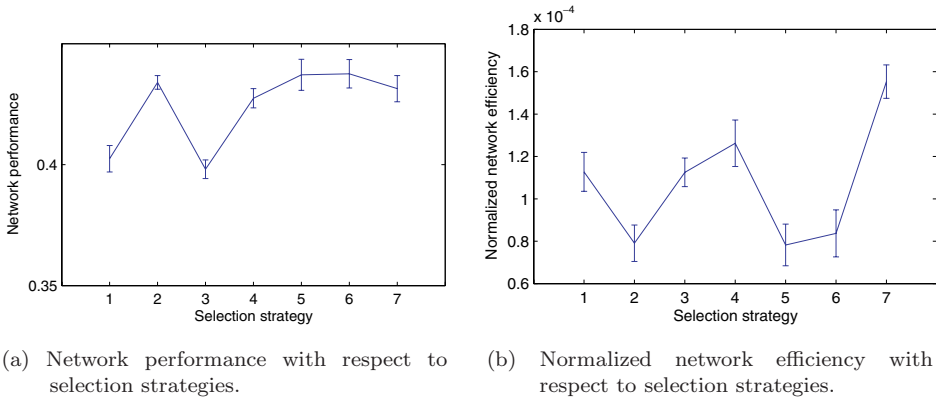 Network performance
0.4
0.35
1 2 3 4 5 6 7
Selection strategy
(a) Network performance with respect to
selection strategies.
x 10⁻⁴
Normalized network efficiency
1.8
1.6
1.4
1.2
1
0.8
0.6
1 2 3 4 5 6 7
Selection strategy
(b) Normalized network efficiency with
respect to selection strategies.